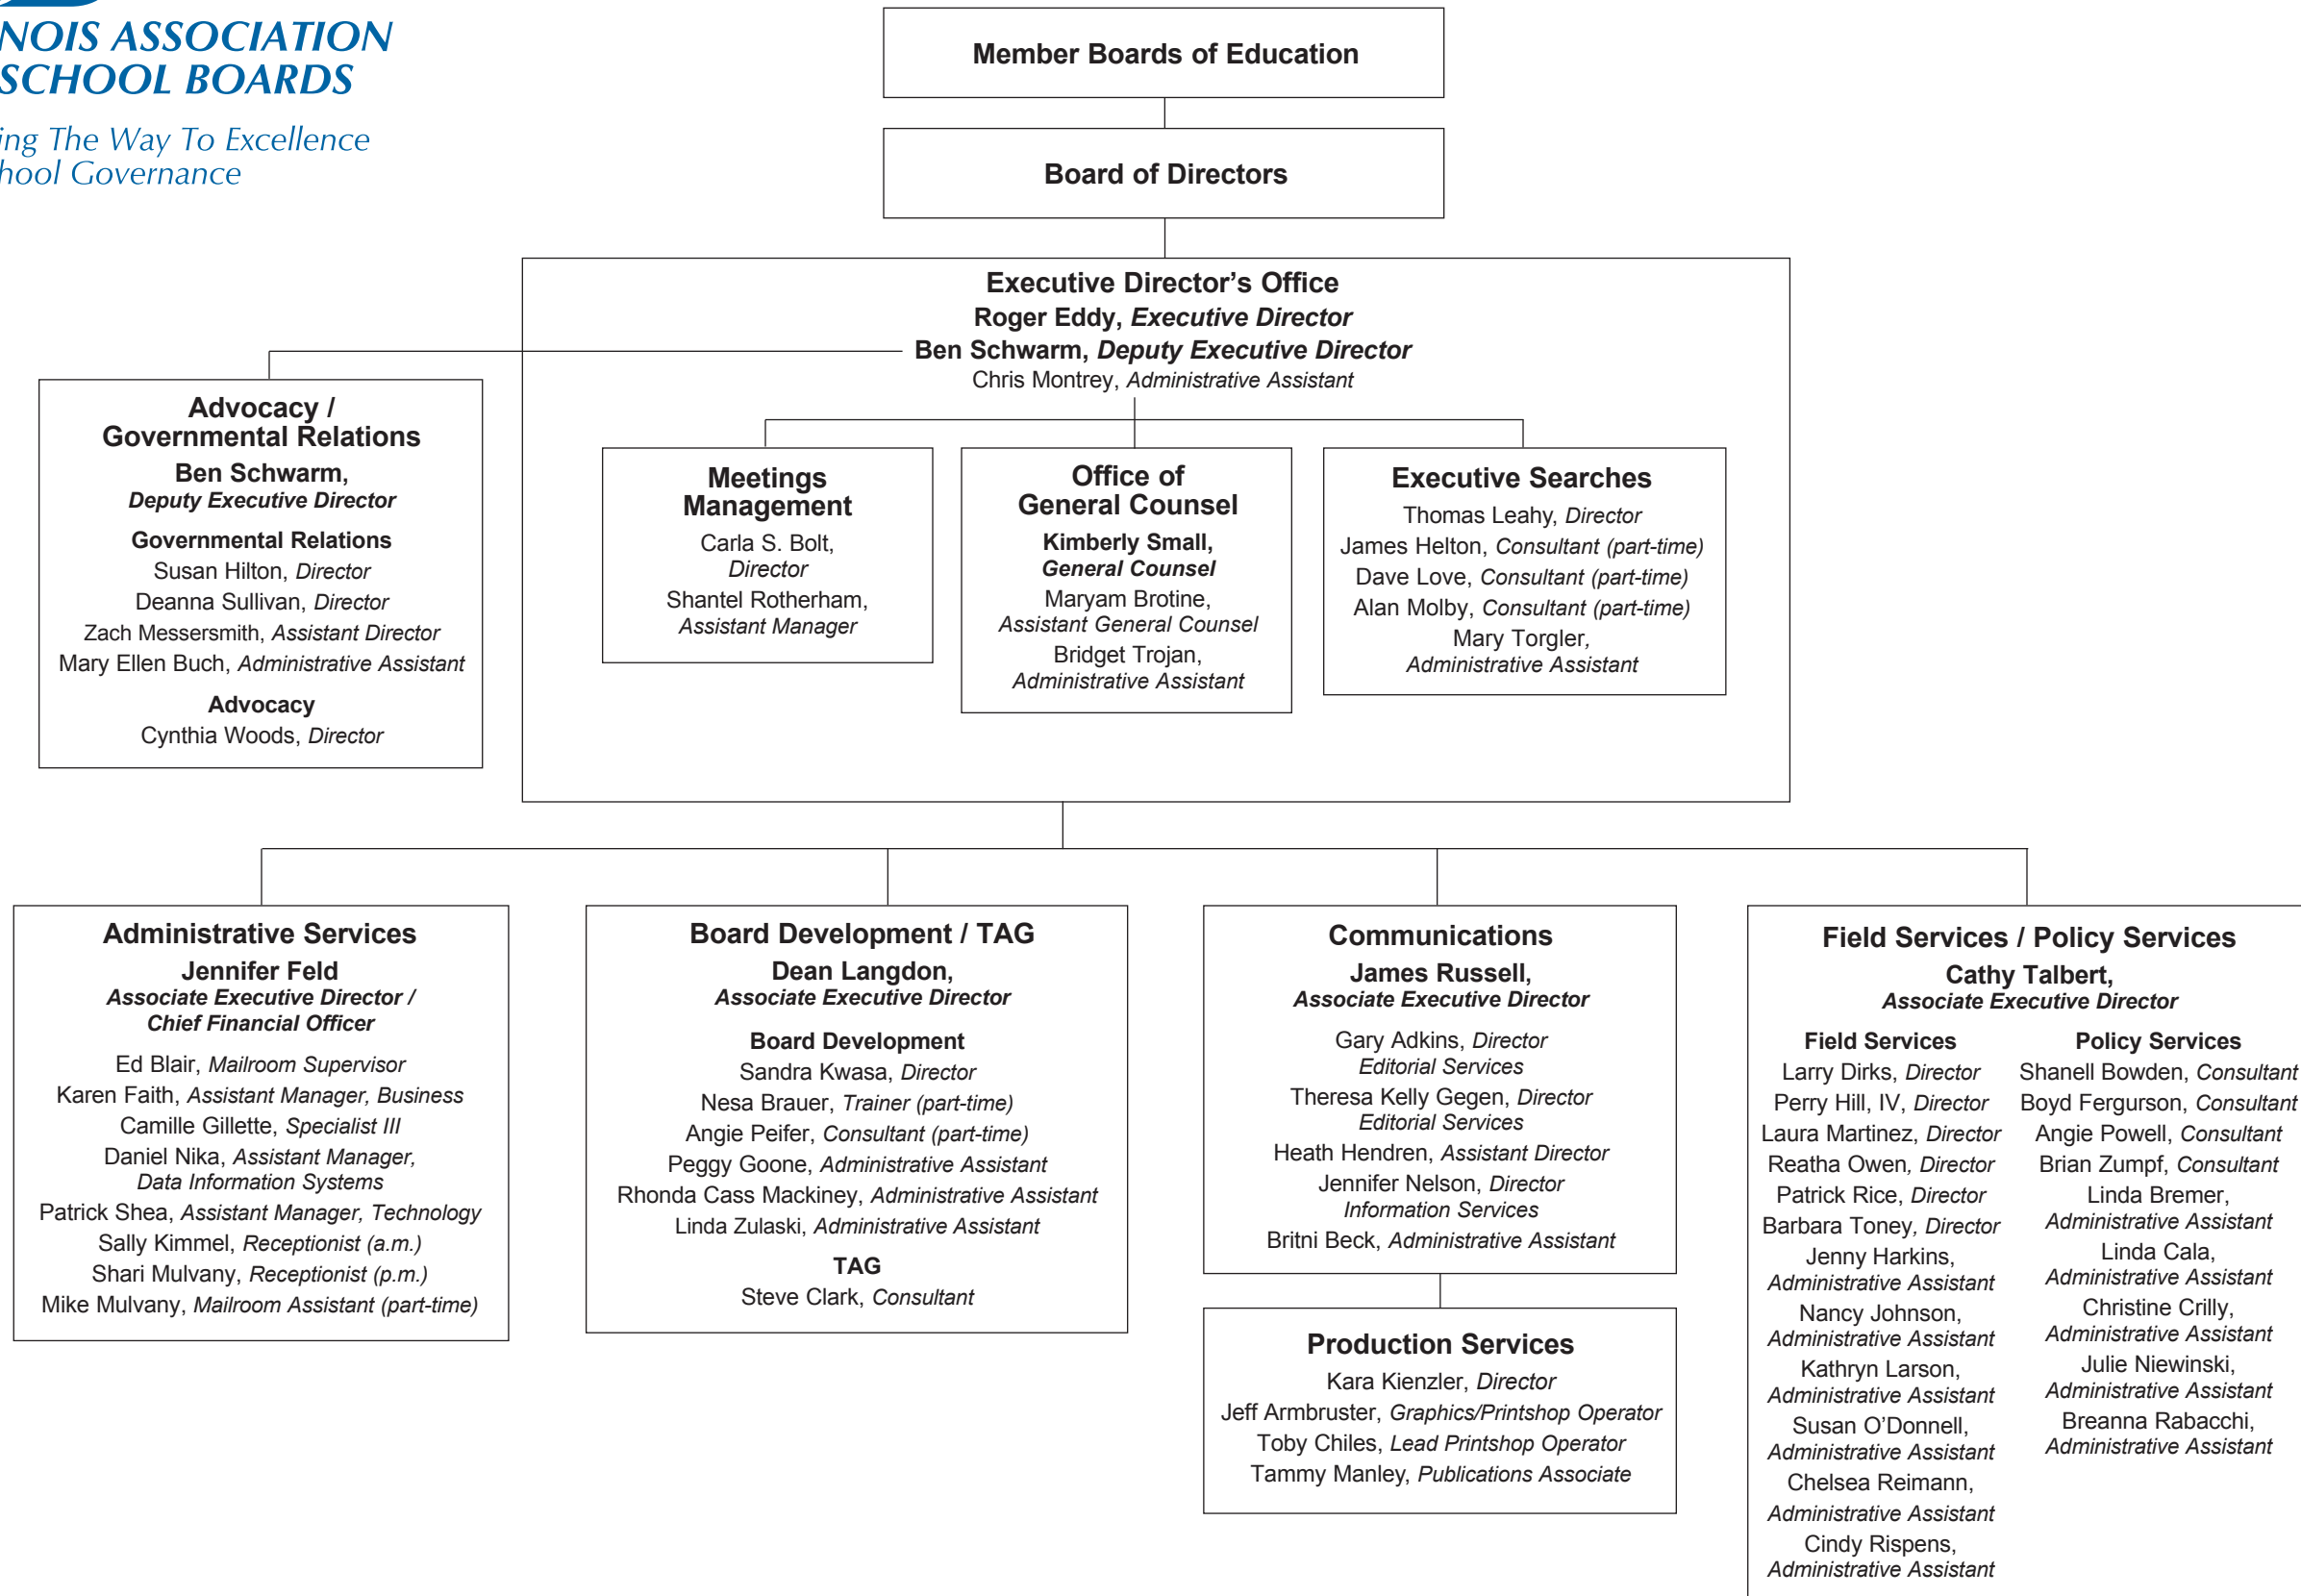 NOIS ASSOCIATION
SCHOOL BOARDS
ing The Way To Excellence
hool Governance
Member Boards of Education
Board of Directors
Executive Director’s Office
Roger Eddy, Executive Director
Ben Schwarm, Deputy Executive Director
Chris Montrey, Administrative Assistant
Advocacy /
Governmental Relations
Ben Schwarm,
Deputy Executive Director
Governmental Relations
Susan Hilton, Director
Deanna Sullivan, Director
Zach Messersmith, Assistant Director
Mary Ellen Buch, Administrative Assistant
Advocacy
Cynthia Woods, Director
Meetings
Management
Carla S. Bolt,
Director
Shantel Rotherham,
Assistant Manager
Office of
General Counsel
Kimberly Small,
General Counsel
Maryam Brotine,
Assistant General Counsel
Bridget Trojan,
Administrative Assistant
Executive Searches
Thomas Leahy, Director
James Helton, Consultant (part-time)
Dave Love, Consultant (part-time)
Alan Molby, Consultant (part-time)
Mary Torgler,
Administrative Assistant
Administrative Services
Jennifer Feld
Associate Executive Director /
Chief Financial Officer
Ed Blair, Mailroom Supervisor
Karen Faith, Assistant Manager, Business
Camille Gillette, Specialist III
Daniel Nika, Assistant Manager,
Data Information Systems
Patrick Shea, Assistant Manager, Technology
Sally Kimmel, Receptionist (a.m.)
Shari Mulvany, Receptionist (p.m.)
Mike Mulvany, Mailroom Assistant (part-time)
Board Development / TAG
Dean Langdon,
Associate Executive Director
Board Development
Sandra Kwasa, Director
Nesa Brauer, Trainer (part-time)
Angie Peifer, Consultant (part-time)
Peggy Goone, Administrative Assistant
Rhonda Cass Mackiney, Administrative Assistant
Linda Zulaski, Administrative Assistant
TAG
Steve Clark, Consultant
Communications
James Russell,
Associate Executive Director
Gary Adkins, Director
Editorial Services
Theresa Kelly Gegen, Director
Editorial Services
Heath Hendren, Assistant Director
Jennifer Nelson, Director
Information Services
Britni Beck, Administrative Assistant
Production Services
Kara Kienzler, Director
Jeff Armbruster, Graphics/Printshop Operator
Toby Chiles, Lead Printshop Operator
Tammy Manley, Publications Associate
Field Services / Policy Services
Cathy Talbert,
Associate Executive Director
Field Services
Larry Dirks, Director
Perry Hill, IV, Director
Laura Martinez, Director
Reatha Owen, Director
Patrick Rice, Director
Barbara Toney, Director
Jenny Harkins,
Administrative Assistant
Nancy Johnson,
Administrative Assistant
Kathryn Larson,
Administrative Assistant
Susan O’Donnell,
Administrative Assistant
Chelsea Reimann,
Administrative Assistant
Cindy Rispens,
Administrative Assistant
Policy Services
Shanell Bowden, Consultant
Boyd Fergurson, Consultant
Angie Powell, Consultant
Brian Zumpf, Consultant
Linda Bremer,
Administrative Assistant
Linda Cala,
Administrative Assistant
Christine Crilly,
Administrative Assistant
Julie Niewinski,
Administrative Assistant
Breanna Rabacchi,
Administrative Assistant